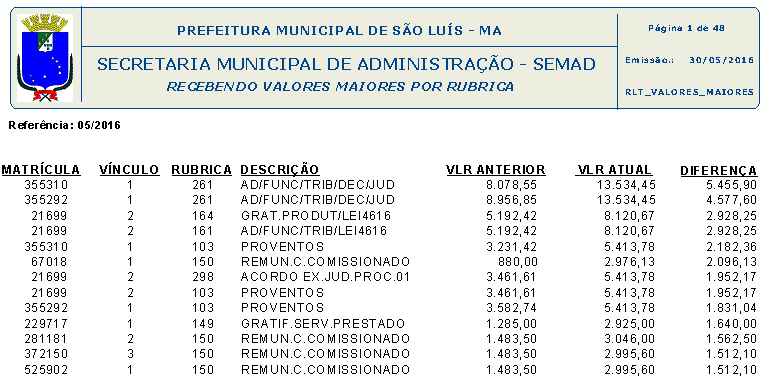 PREFEITURA MUNICIPAL DE SÃO LUÍS - MA
Página 1 de 48
SECRETARIA MUNICIPAL DE ADMINISTRAÇÃO - SEMAD
Emissão.: 30/05/2016
RECEBENDO VALORES MAIORES POR RUBRICA
RLT_VALORES_MAIORES
Referência: 05/2016
MATRÍCULA VÍNCULO RUBRICA DESCRIÇÃO VLR ANTERIOR VLR ATUAL DIFERENÇA
355310 1 261 AD/FUNC/TRIB/DEC/JUD 8.078,55 13.534,45 5.455,90
355292 1 261 AD/FUNC/TRIB/DEC/JUD 8.956,85 13.534,45 4.577,60
21699 2 164 GRAT.PRODUT/LEI4616 5.192,42 8.120,67 2.928,25
21699 2 161 AD/FUNC/TRIB/LEI4616 5.192,42 8.120,67 2.928,25
355310 1 103 PROVENTOS 3.231,42 5.413,78 2.182,36
67018 1 150 REMUN.C.COMISSIONADO 880,00 2.976,13 2.096,13
21699 2 298 ACORDO EX.JUD.PROC.01 3.461,61 5.413,78 1.952,17
21699 2 103 PROVENTOS 3.461,61 5.413,78 1.952,17
355292 1 103 PROVENTOS 3.582,74 5.413,78 1.831,04
229717 1 149 GRATIF.SERV.PRESTADO 1.285,00 2.925,00 1.640,00
281181 2 150 REMUN.C.COMISSIONADO 1.483,50 3.046,00 1.562,50
372150 3 150 REMUN.C.COMISSIONADO 1.483,50 2.995,60 1.512,10
525902 1 150 REMUN.C.COMISSIONADO 1.483,50 2.995,60 1.512,10